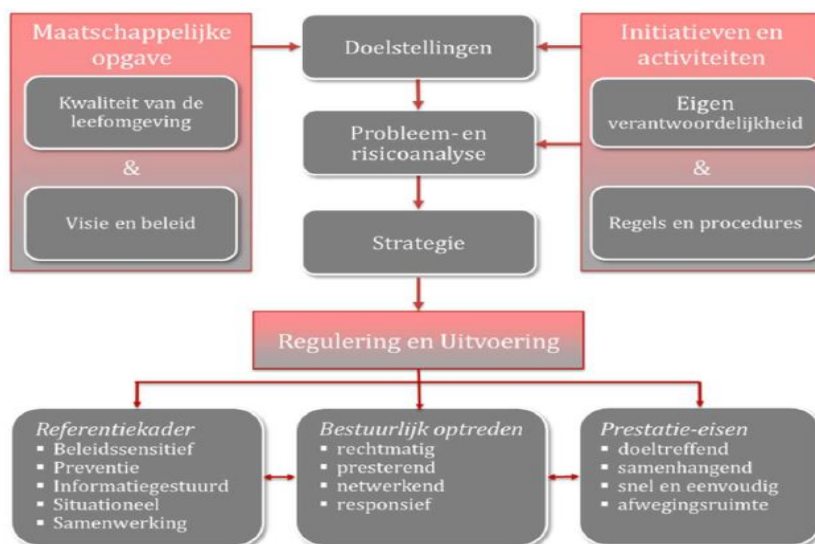 Maatschappelijke
opgave
Kwaliteit van de
leefomgeving
&
Visie en beleid
Doelstellingen
Probleem- en
risicoanalyse
Strategie
Initiatieven en
activiteiten
Eigen
verantwoordelijkheid
&
Regels en procedures
Regulering en Uitvoering
Referentiekader
▪ Beleidssensitief
▪ Preventie
▪ Informatiegestuurd
▪ Situationeel
▪ Samenwerking
Bestuurlijk optreden
▪ rechtmatig
▪ presterend
▪ netwerkend
▪ responsief
Prestatie-eisen
▪ doeltreffend
▪ samenhangend
▪ snel en eenvoudig
▪ afwegingsruimte